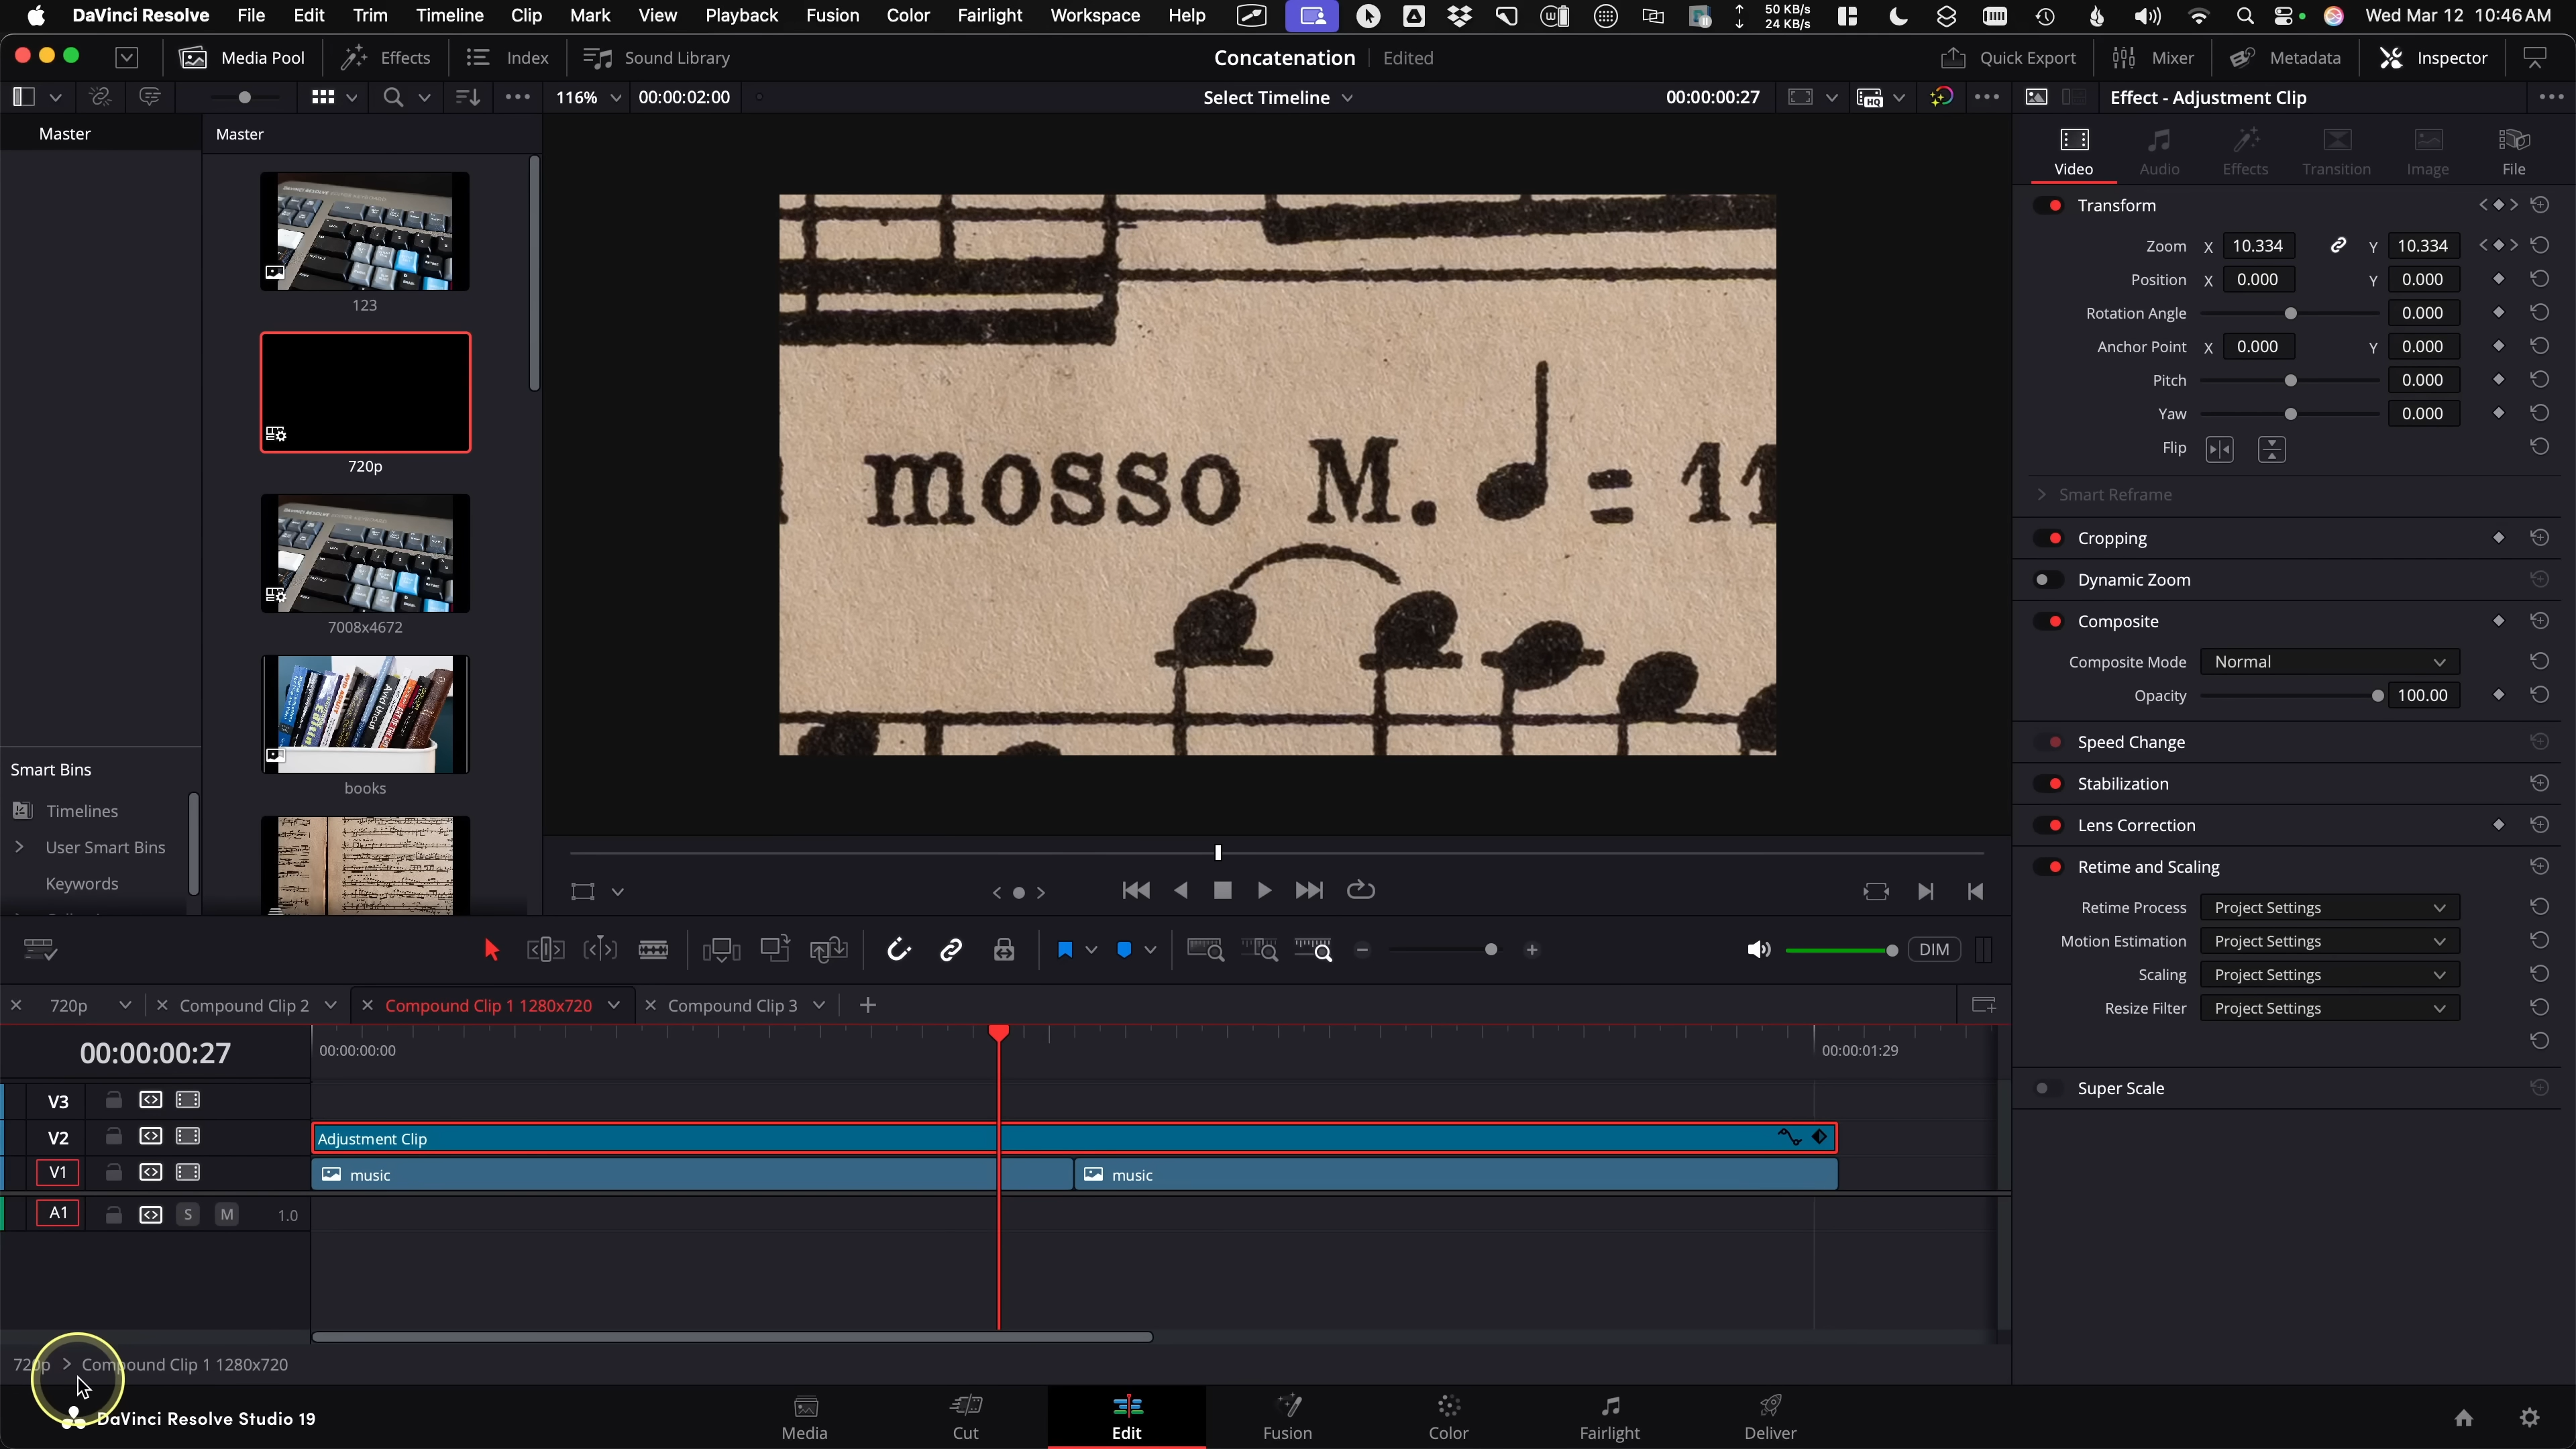 DaVinci Resolve File Edit Trim Timeline Clip Mark View Playback Fusion Color Fairlight Workspace Help 50 KB/s 24 KB/s Wed Mar 12 10:46 AM
Media Pool Effects Index Sound Library Concatenation Edited Quick Export Mixer Metadata Inspector
116% 00:00:02:00 Select Timeline 00:00:00:27 Effect - Adjustment Clip
Master Master
Video Audio Effects Transition Image File
123
720p
7008x4672
books
Smart Bins
Timelines
User Smart Bins
Keywords
mosso M. = 11
Transform
Zoom X 10.334 Y 10.334
Position X 0.000 Y 0.000
Rotation Angle 0.000
Anchor Point X 0.000 Y 0.000
Pitch 0.000
Yaw 0.000
Flip
Smart Reframe
Cropping
Dynamic Zoom
Composite
Composite Mode Normal
Opacity 100.00
Speed Change
Stabilization
Lens Correction
Retime and Scaling
Retime Process Project Settings
Motion Estimation Project Settings
Scaling Project Settings
Resize Filter Project Settings
Super Scale
DIM
720p Compound Clip 2 Compound Clip 1 1280x720 Compound Clip 3
00:00:00:27 00:00:00:00 00:00:01:29
V3
V2 Adjustment Clip
V1 music music
A1 S M 1.0
720p > Compound Clip 1 1280x720
DaVinci Resolve Studio 19 Media Cut Edit Fusion Color Fairlight Deliver